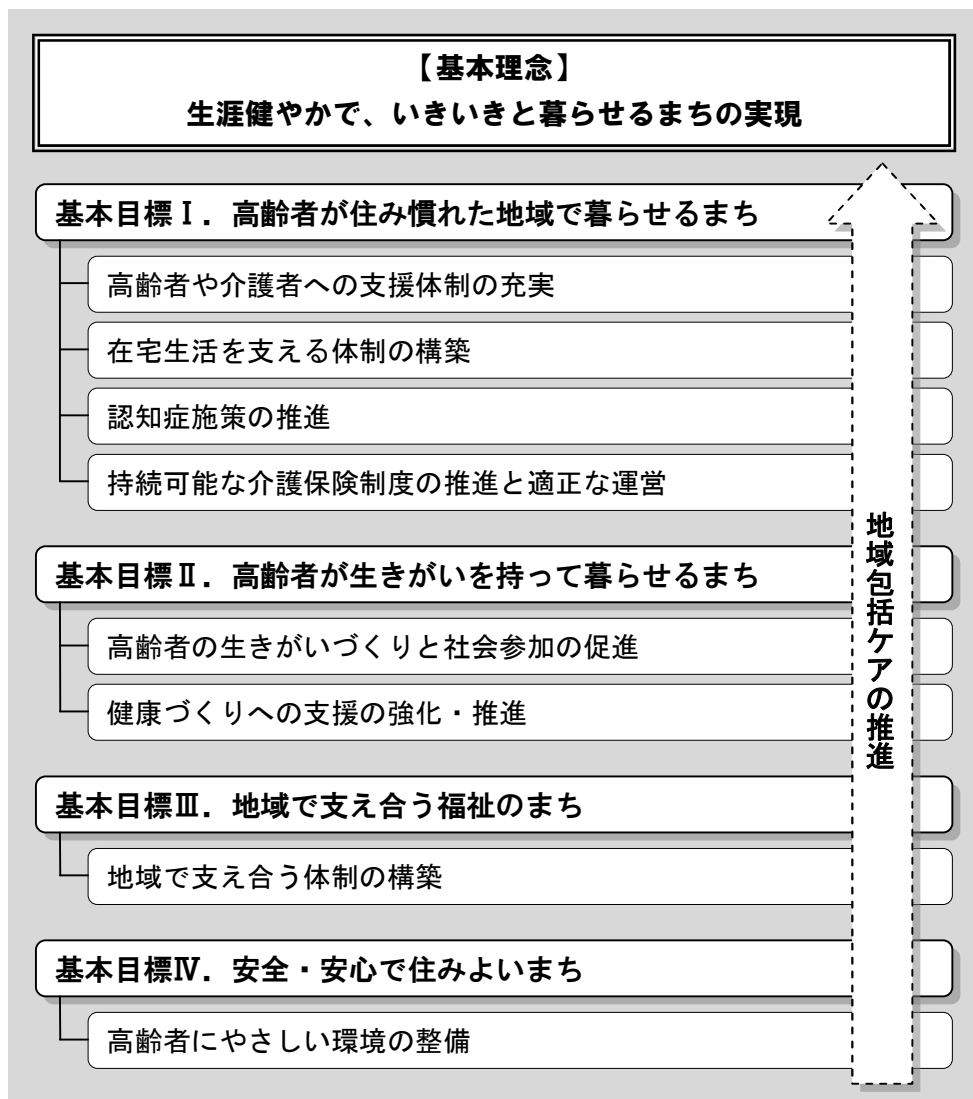 【基本理念】
生涯健やかで、いきいきと暮らせるまちの実現
基本目標Ⅰ．高齢者が住み慣れた地域で暮らせるまち
高齢者や介護者への支援体制の充実
在宅生活を支える体制の構築
認知症施策の推進
持続可能な介護保険制度の推進と適正な運営
基本目標Ⅱ．高齢者が生きがいを持って暮らせるまち
高齢者の生きがいづくりと社会参加の促進
健康づくりへの支援の強化・推進
基本目標Ⅲ．地域で支え合う福祉のまち
地域で支え合う体制の構築
基本目標Ⅳ．安全・安心で住みよいまち
高齢者にやさしい環境の整備
地域包括ケアの推進